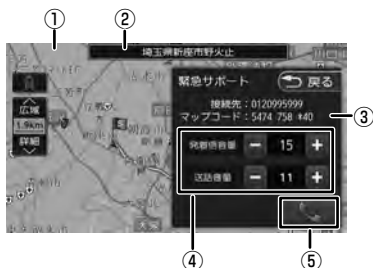 ①
②
埼玉県新座市野火止
緊急サポート
戻る
接続先：0120995999
マップコード：5474 758 *40
③
広域
1.9km
詳細
発着信音量 － 15 ＋
送話音量 － 11 ＋
④
⑤